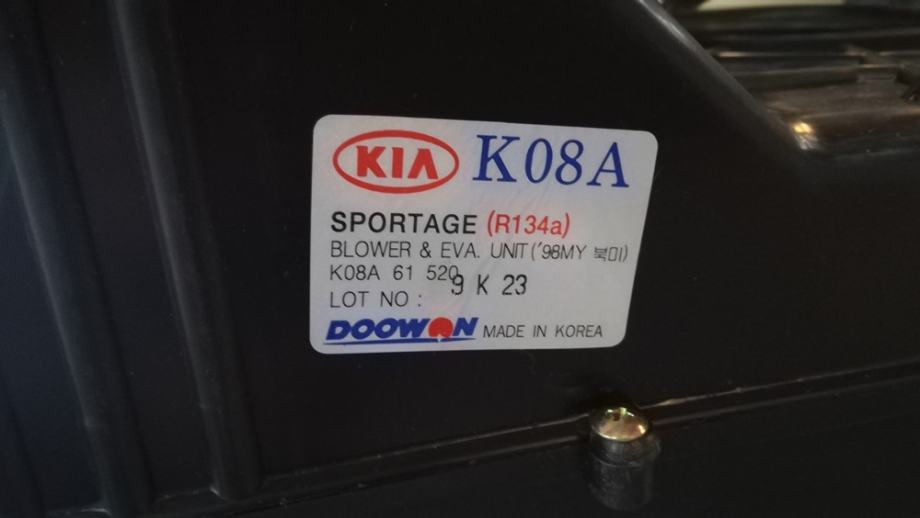 KIA K08A
SPORTAGE (R134a)
BLOWER & EVA. UNIT('98MY 북미)
K08A 61 520
LOT NO : 9 K 23
DOOWON MADE IN KOREA